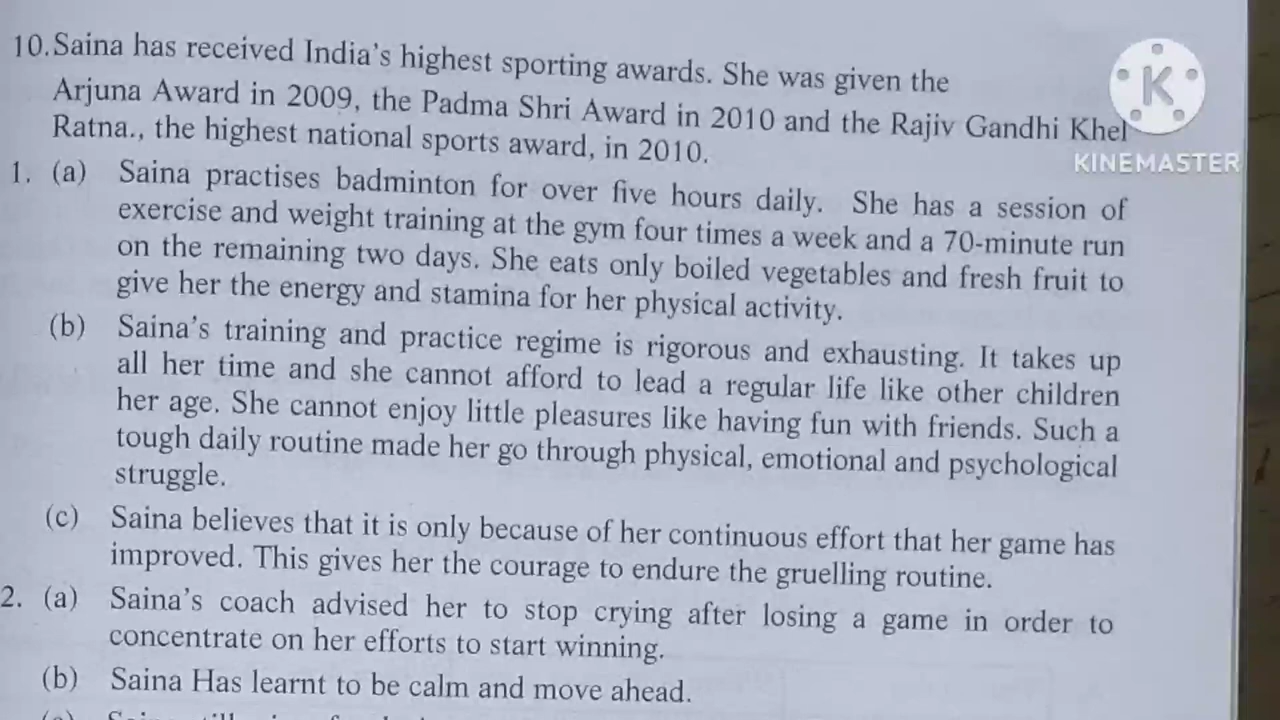 10. Saina has received India's highest sporting awards. She was given the
Arjuna Award in 2009, the Padma Shri Award in 2010 and the Rajiv Gandhi Khel
Ratna., the highest national sports award, in 2010.
K
KINEMASTER
1. (a) Saina practises badminton for over five hours daily. She has a session of
exercise and weight training at the gym four times a week and a 70-minute run
on the remaining two days. She eats only boiled vegetables and fresh fruit to
give her the energy and stamina for her physical activity.
(b) Saina's training and practice regime is rigorous and exhausting. It takes up
all her time and she cannot afford to lead a regular life like other children
her age. She cannot enjoy little pleasures like having fun with friends. Such a
tough daily routine made her go through physical, emotional and psychological
struggle.
(c) Saina believes that it is only because of her continuous effort that her game has
improved. This gives her the courage to endure the gruelling routine.
2. (a) Saina's coach advised her to stop crying after losing a game in order to
concentrate on her efforts to start winning.
(b) Saina Has learnt to be calm and move ahead.